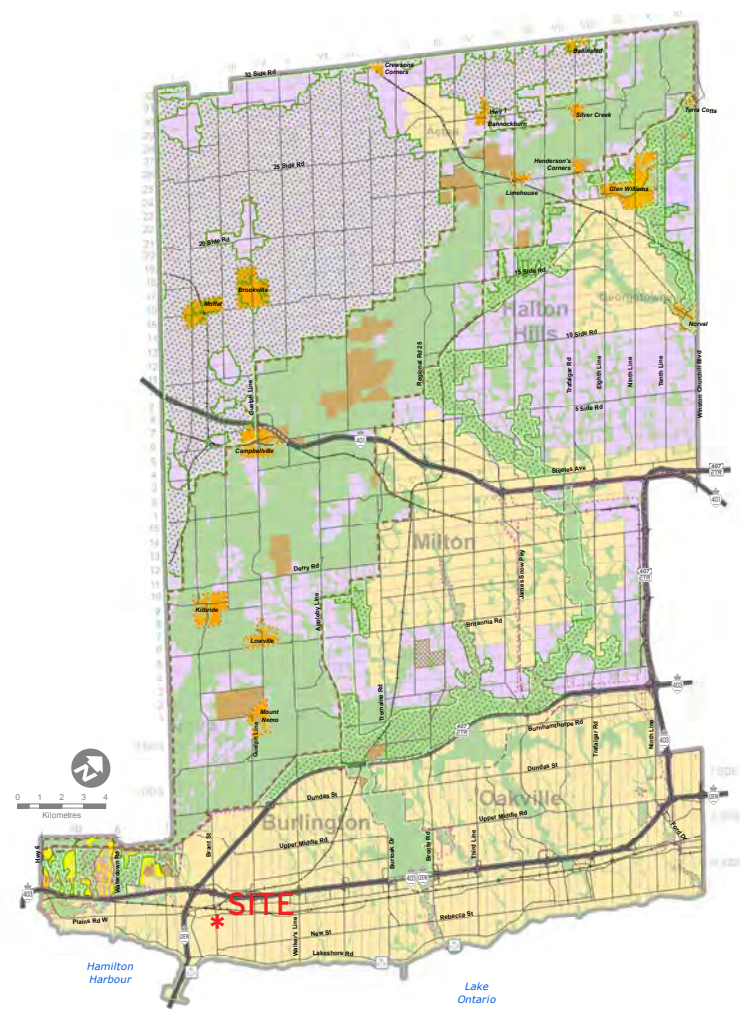 Ballinafad
Crewsons
Corners
32 Side Rd
Terra Cotta
Hwy 7
Bannockburn
Silver Creek
Acton
25 Side Rd
Henderson's
Corners
Limehouse
Glen Williams
20 Side Rd
15 Side Rd
Brookville
Moffat
Georgetown
Halton
Hills
Norval
10 Side Rd
Regional Rd 25
Trafalgar Rd
Eighth Line
Ninth Line
Tenth Line
Winston Churchill Blvd
Guelph Line
5 Side Rd
401
Campbellville
Steeles Ave
407
ETR
401
Milton
Derry Rd
James Snow Pky
407
ETR
Kilbride
Appleby Line
Britannia Rd
Lowville
Tremaine Rd
403
Mount
Nemo
Guelph Line
407
ETR
Burnhamthorpe Rd
Trafalgar Rd
Ninth Line
403
Dundas St
0 1 2 3 4
Kilometres
Dundas St
Oakville
QEW
Burlington
Upper Middle Rd
Upper Middle Rd
Brant St
Burloak Dr
Bronte Rd
Third Line
Ford Dr
Hwy 6
Waterdown Rd
403
403 QEW
SITE
*
Plains Rd W
Rebecca St
QEW
Walker's Line
New St
Lakeshore Rd
Hamilton
Harbour
Lake
Ontario